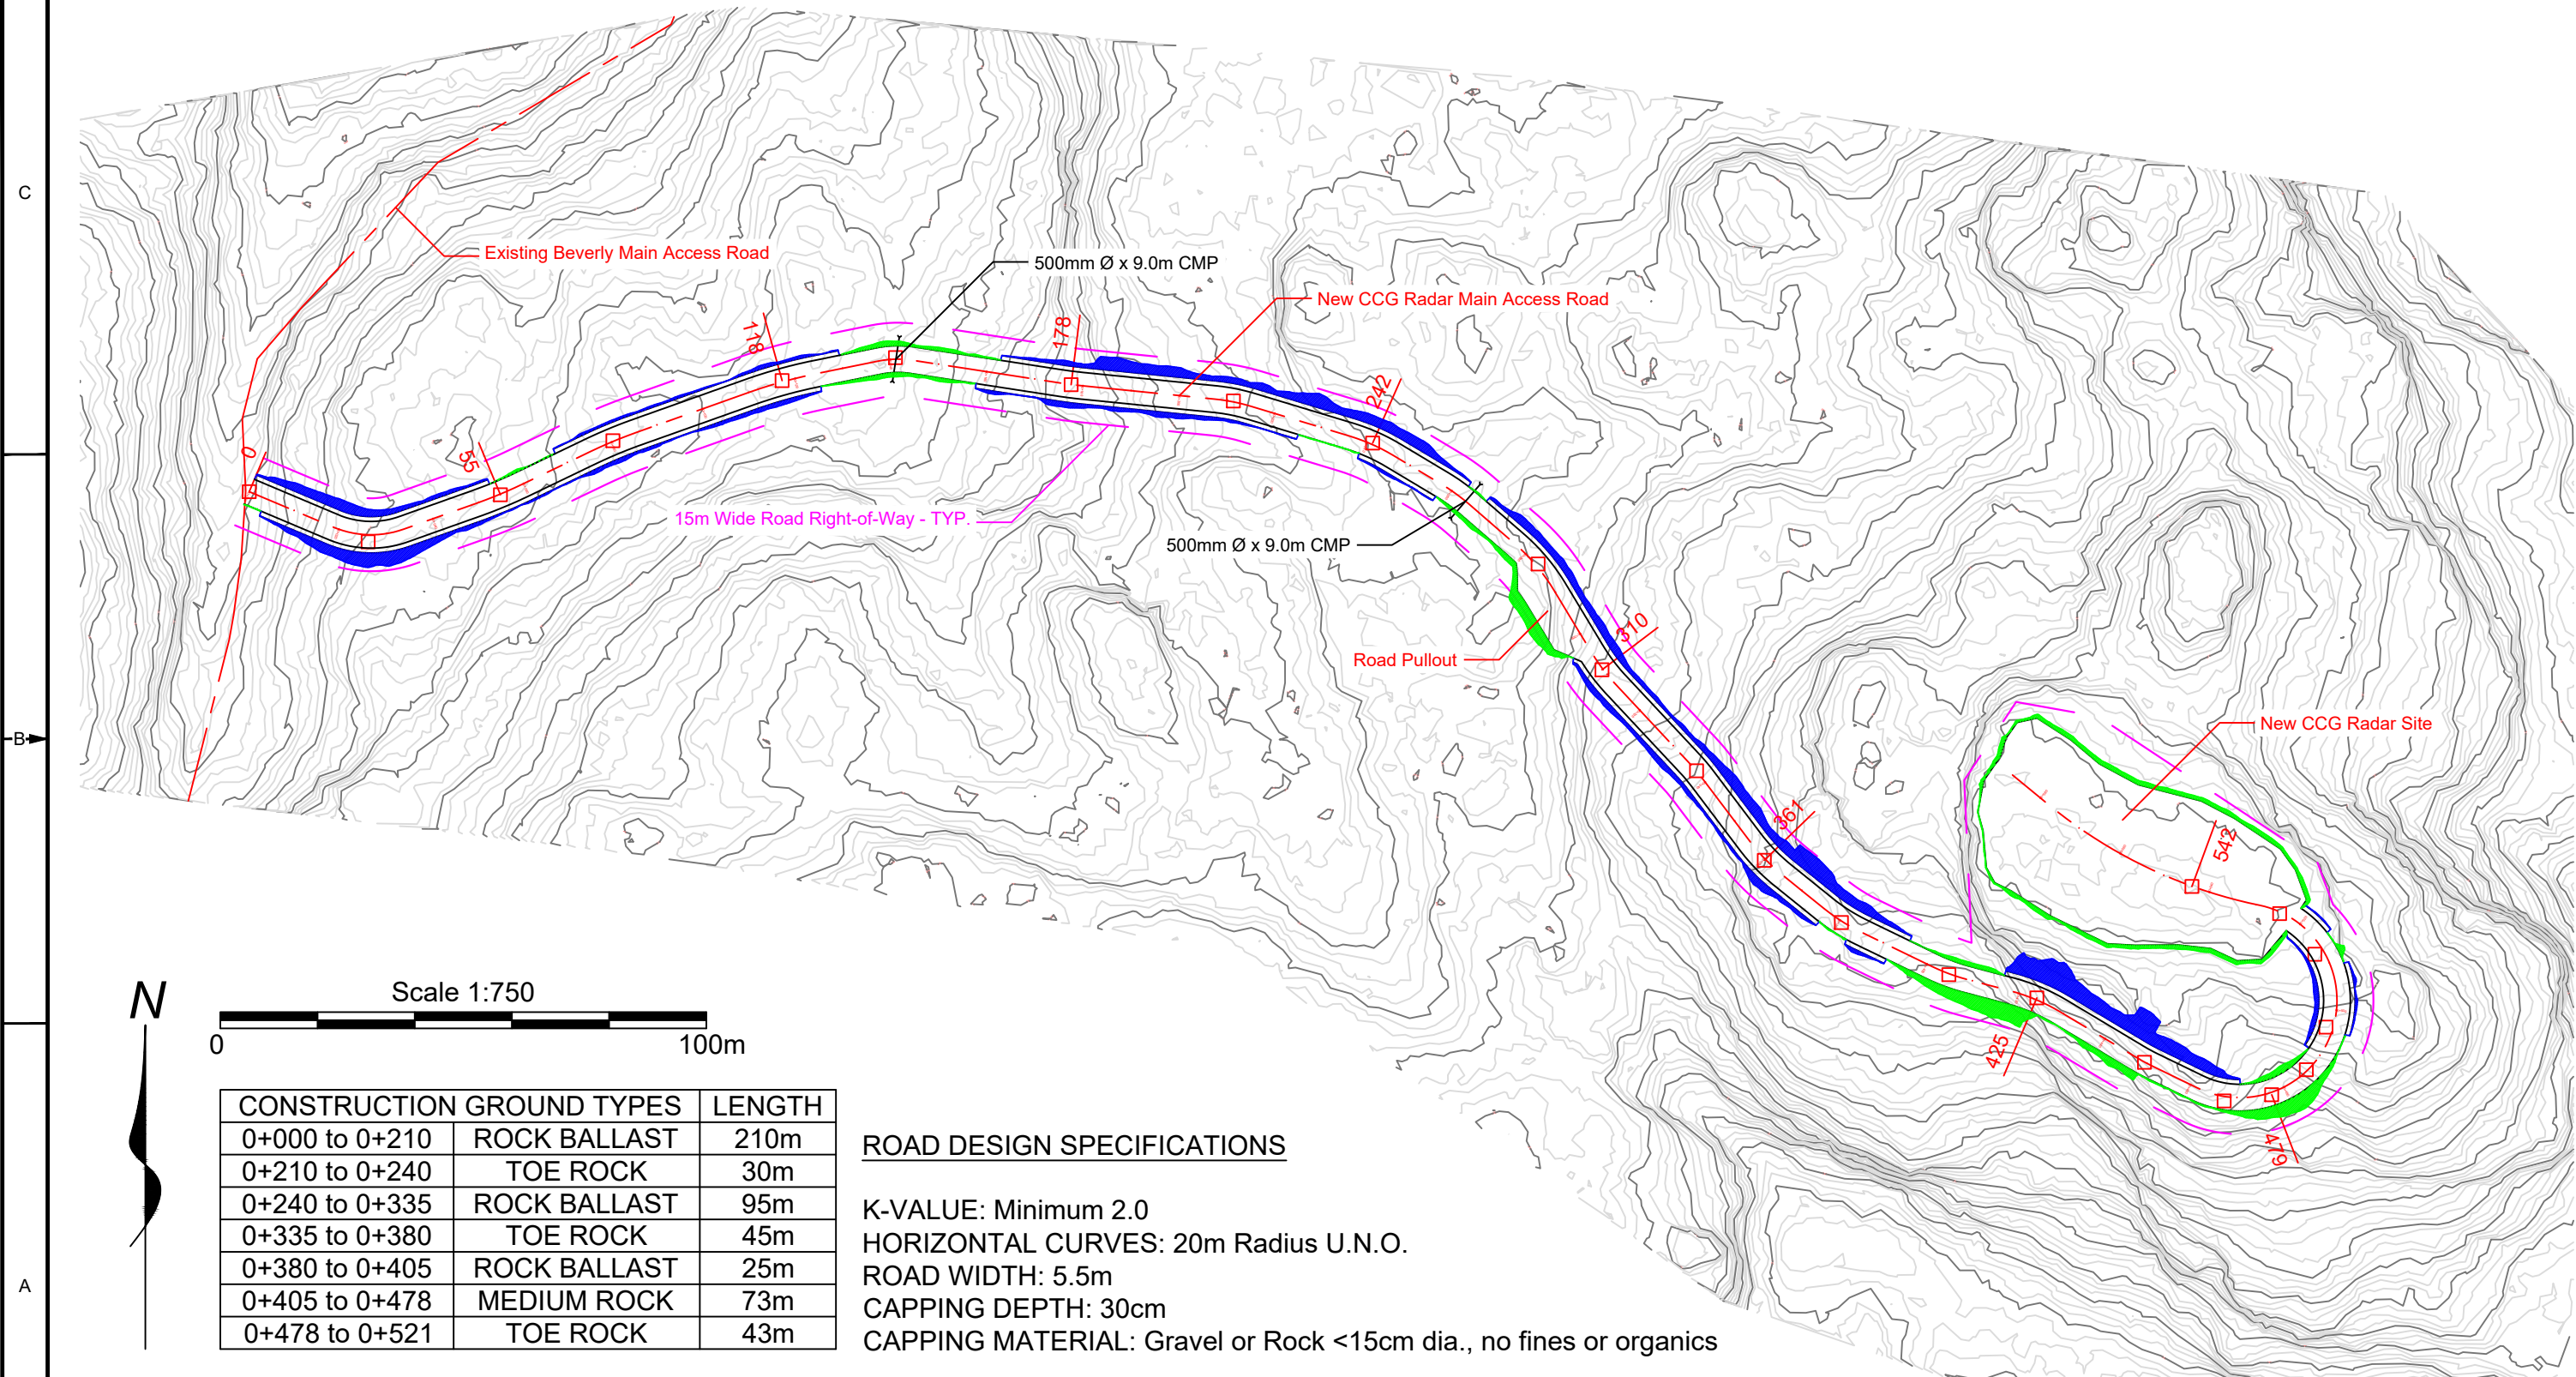 C
B
A
Existing Beverly Main Access Road
500mm Ø x 9.0m CMP
New CCG Radar Main Access Road
118
178
242
0
55
15m Wide Road Right-of-Way - TYP.
500mm Ø x 9.0m CMP
310
Road Pullout
New CCG Radar Site
361
542
425
479
N
Scale 1:750
0 100m
CONSTRUCTION GROUND TYPES LENGTH
0+000 to 0+210 ROCK BALLAST 210m
0+210 to 0+240 TOE ROCK 30m
0+240 to 0+335 ROCK BALLAST 95m
0+335 to 0+380 TOE ROCK 45m
0+380 to 0+405 ROCK BALLAST 25m
0+405 to 0+478 MEDIUM ROCK 73m
0+478 to 0+521 TOE ROCK 43m
ROAD DESIGN SPECIFICATIONS
K-VALUE: Minimum 2.0
HORIZONTAL CURVES: 20m Radius U.N.O.
ROAD WIDTH: 5.5m
CAPPING DEPTH: 30cm
CAPPING MATERIAL: Gravel or Rock <15cm dia., no fines or organics